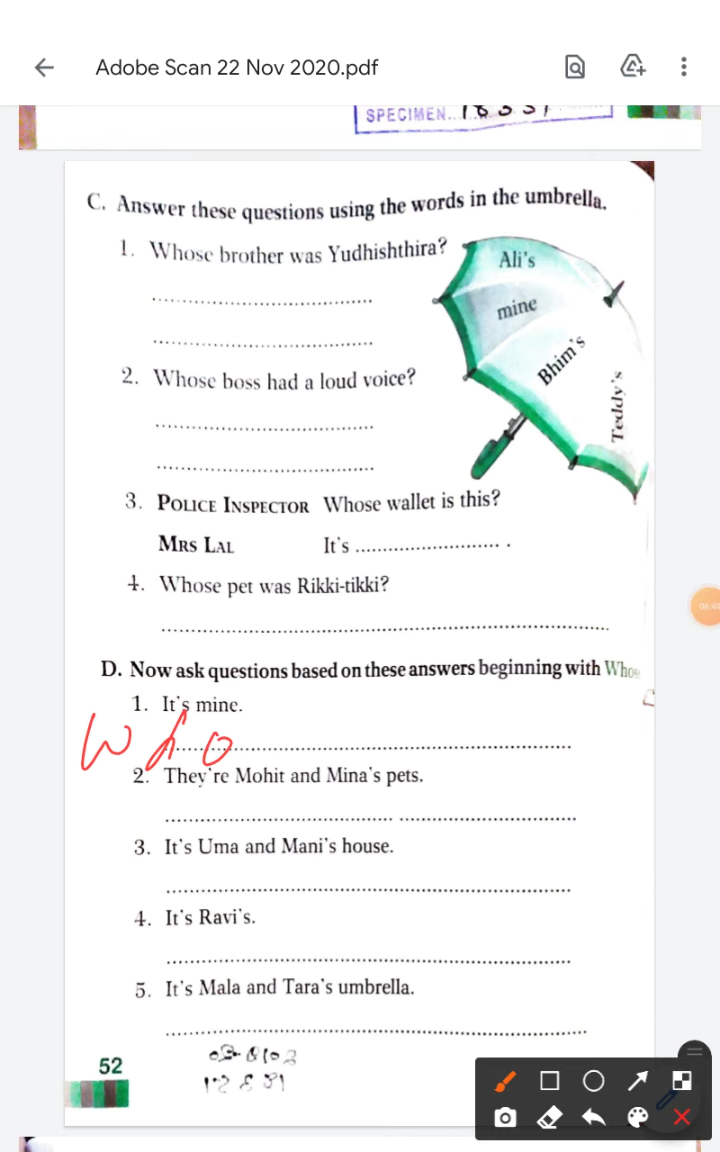 Adobe Scan 22 Nov 2020.pdf
SPECIMEN...18331
C. Answer these questions using the words in the umbrella.
1. Whose brother was Yudhishthira?
Ali's
mine
Bhim's
Teddy's
2. Whose boss had a loud voice?
3. POLICE INSPECTOR Whose wallet is this?
MRS LAL It's .............................. .
4. Whose pet was Rikki-tikki?
D. Now ask questions based on these answers beginning with
1. It's mine.
Who
2. They're Mohit and Mina's pets.
3. It's Uma and Mani's house.
4. It's Ravi's.
5. It's Mala and Tara's umbrella.
52